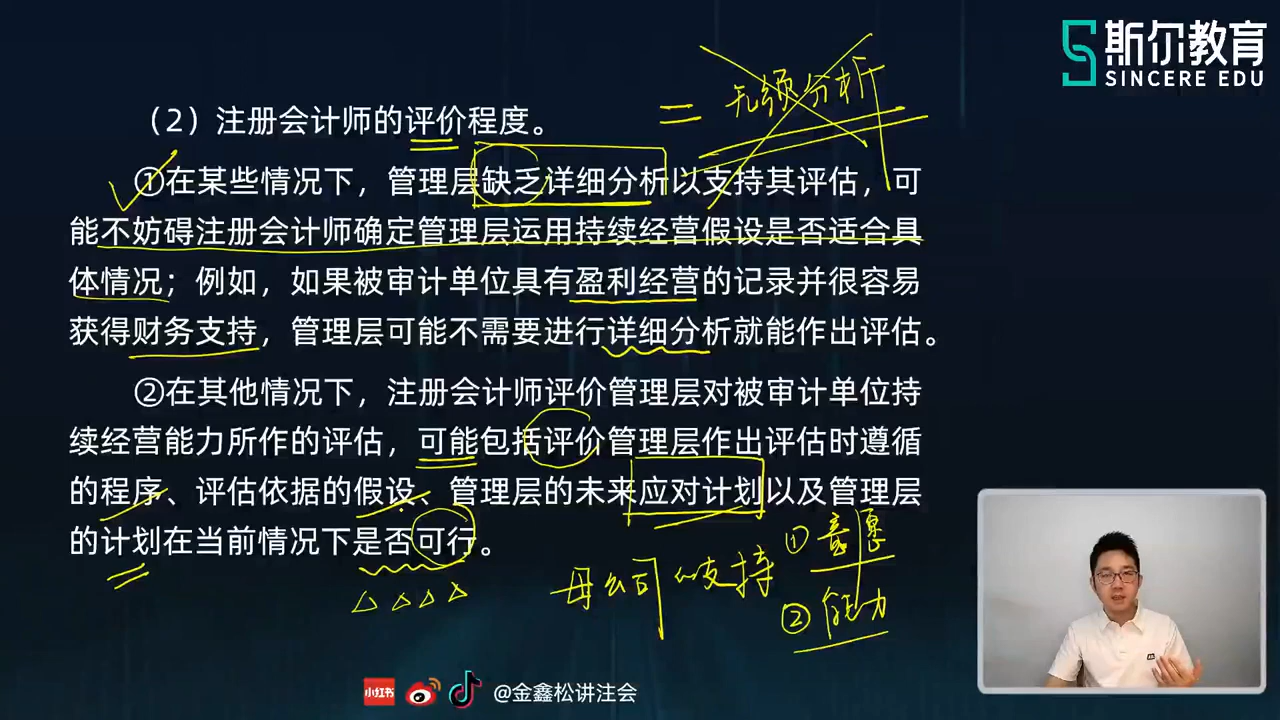 斯尔教育
SINCERE EDU
= 无须分析
（2）注册会计师的评价程度。
①在某些情况下，管理层缺乏详细分析以支持其评估，可
能不妨碍注册会计师确定管理层运用持续经营假设是否适合具
体情况；例如，如果被审计单位具有盈利经营的记录并很容易
获得财务支持，管理层可能不需要进行详细分析就能作出评估。
②在其他情况下，注册会计师评价管理层对被审计单位持
续经营能力所作的评估，可能包括评价管理层作出评估时遵循
的程序、评估依据的假设、管理层的未来应对计划以及管理层
的计划在当前情况下是否可行。
①意愿
母公司的支持
②能力
小红书
@金鑫松讲注会